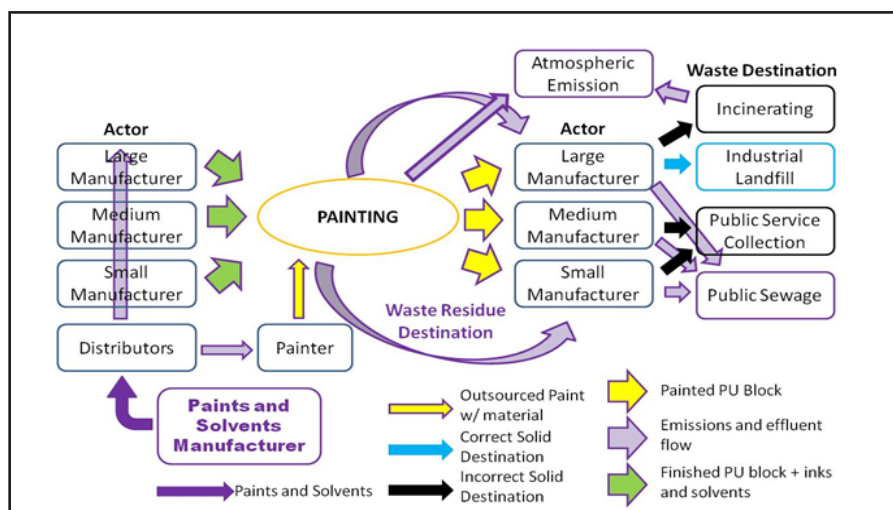 Atmospheric
Emission
Waste Destination
Incinerating
Actor
Large
Manufacturer
Medium
Manufacturer
Small
Manufacturer
Distributors
Painter
Paints and
Solvents
Manufacturer
PAINTING
Waste Residue
Destination
Actor
Large
Manufacturer
Medium
Manufacturer
Small
Manufacturer
Industrial
Landfill
Public Service
Collection
Public Sewage
Paints and Solvents
Outsourced Paint
w/ material
Correct Solid
Destination
Incorrect Solid
Destination
Painted PU Block
Emissions and effluent
flow
Finished PU block + inks
and solvents